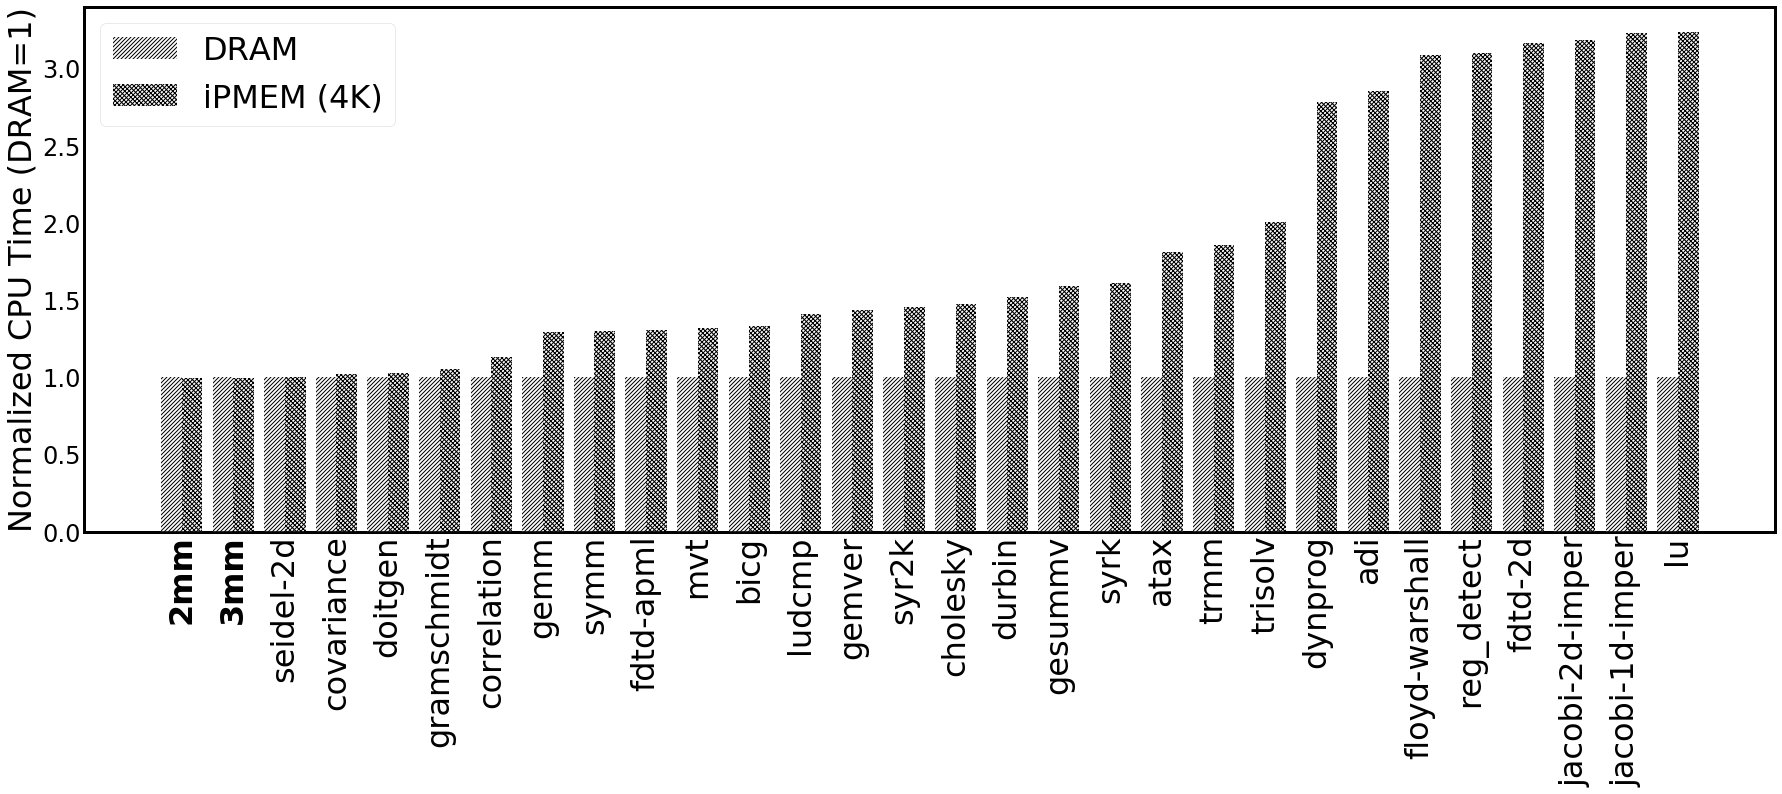 Normalized CPU Time (DRAM=1)
DRAM
iPMEM (4K)
3.0
2.5
2.0
1.5
1.0
0.5
0.0
2mm
3mm
seidel-2d
covariance
doitgen
gramschmidt
correlation
gemm
symm
fdtd-apml
mvt
bicg
ludcmp
gemver
syr2k
cholesky
durbin
gesummv
syrk
atax
trmm
trisolv
dynprog
adi
floyd-warshall
reg_detect
fdtd-2d
jacobi-2d-imper
jacobi-1d-imper
lu